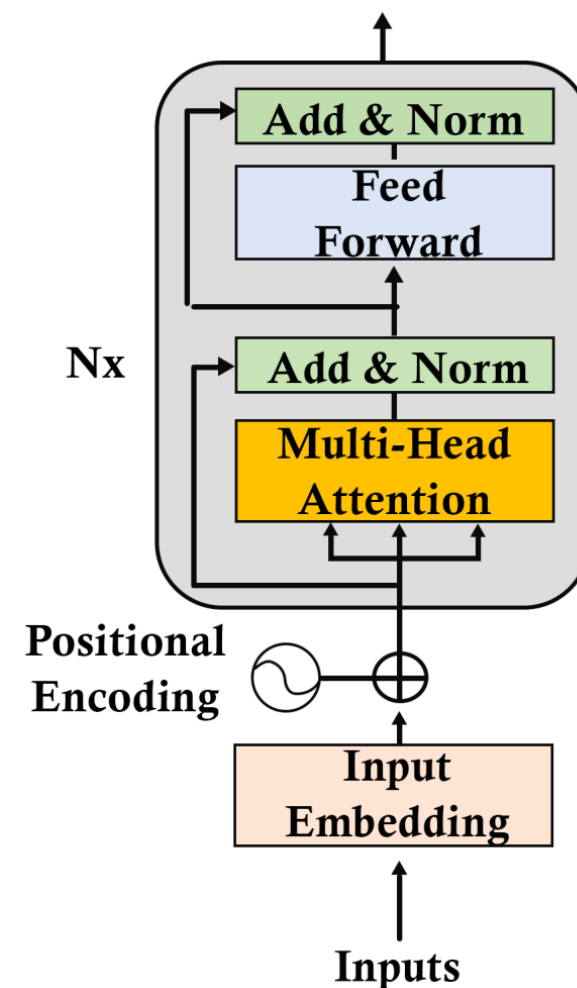 Add & Norm
Feed
Forward
Nx
Add & Norm
Multi-Head
Attention
Positional
Encoding
Input
Embedding
Inputs